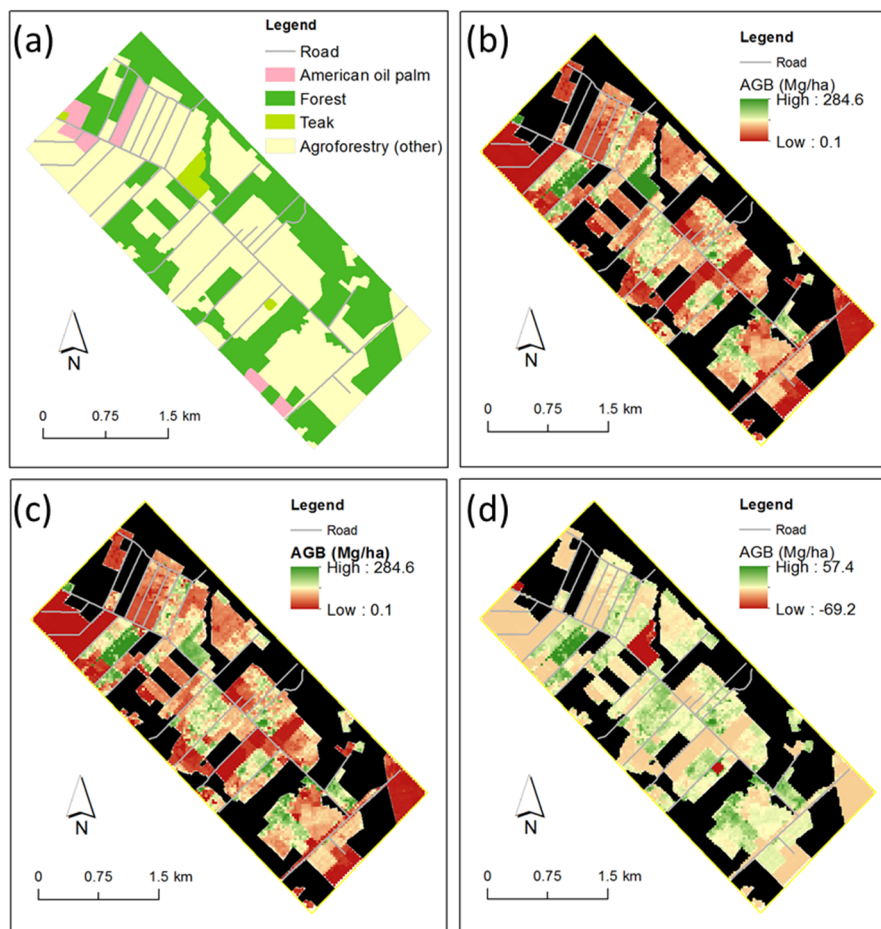 (a)
Legend
Road
American oil palm
Forest
Teak
Agroforestry (other)
N
0 0.75 1.5 km
(b)
Legend
Road
AGB (Mg/ha)
High : 284.6
Low : 0.1
N
0 0.75 1.5 km
(c)
Legend
Road
AGB (Mg/ha)
High : 284.6
Low : 0.1
N
0 0.75 1.5 km
(d)
Legend
Road
AGB (Mg/ha)
High : 57.4
Low : -69.2
N
0 0.75 1.5 km